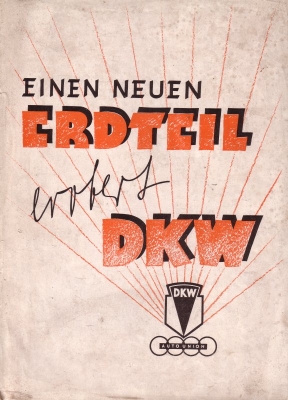 EINEN NEUEN
ERDTEIL
erobert
DKW
DKW
AUTO UNION